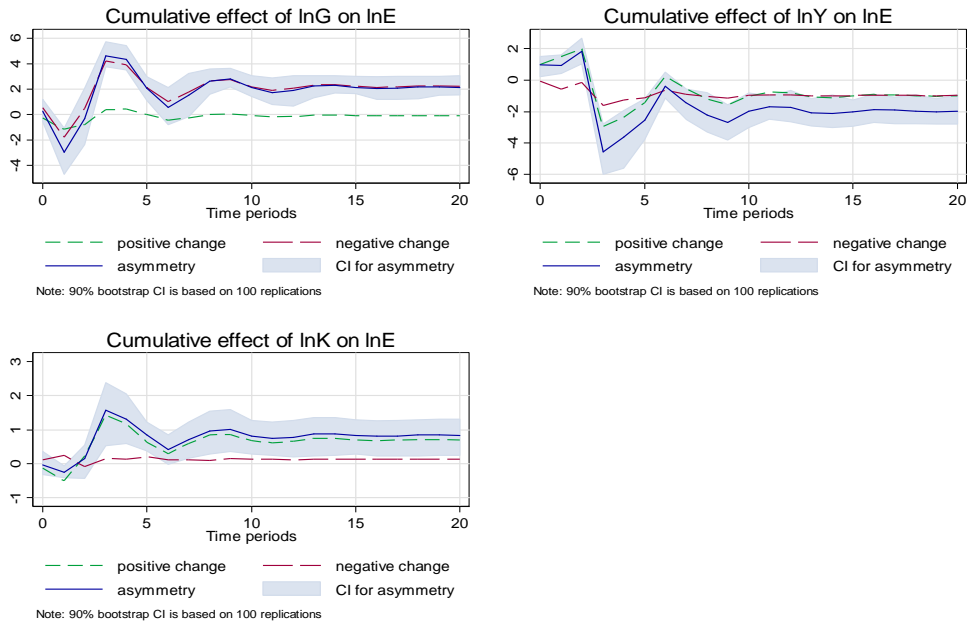 Cumulative effect of lnG on lnE
6
4
2
0
-2
-4
0 5 10 15 20
Time periods
positive change negative change
asymmetry CI for asymmetry
Note: 90% bootstrap CI is based on 100 replications
Cumulative effect of lnY on lnE
2
0
-2
-4
-6
0 5 10 15 20
Time periods
positive change negative change
asymmetry CI for asymmetry
Note: 90% bootstrap CI is based on 100 replications
Cumulative effect of lnK on lnE
3
2
1
0
-1
0 5 10 15 20
Time periods
positive change negative change
asymmetry CI for asymmetry
Note: 90% bootstrap CI is based on 100 replications